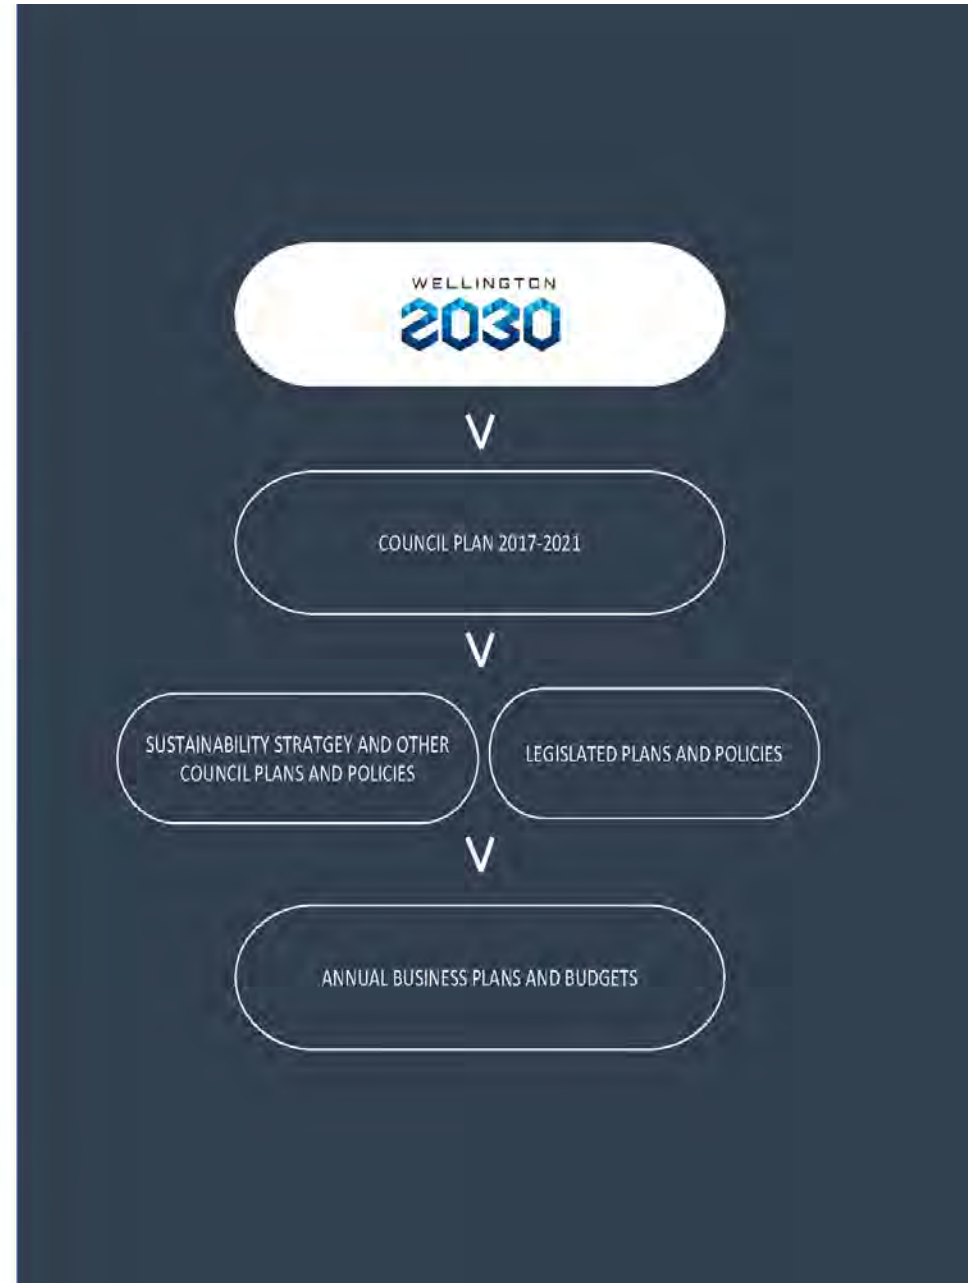 WELLINGTON
2030
V
COUNCIL PLAN 2017-2021
V
SUSTAINABILITY STRATGEY AND OTHER
COUNCIL PLANS AND POLICIES
LEGISLATED PLANS AND POLICIES
V
ANNUAL BUSINESS PLANS AND BUDGETS